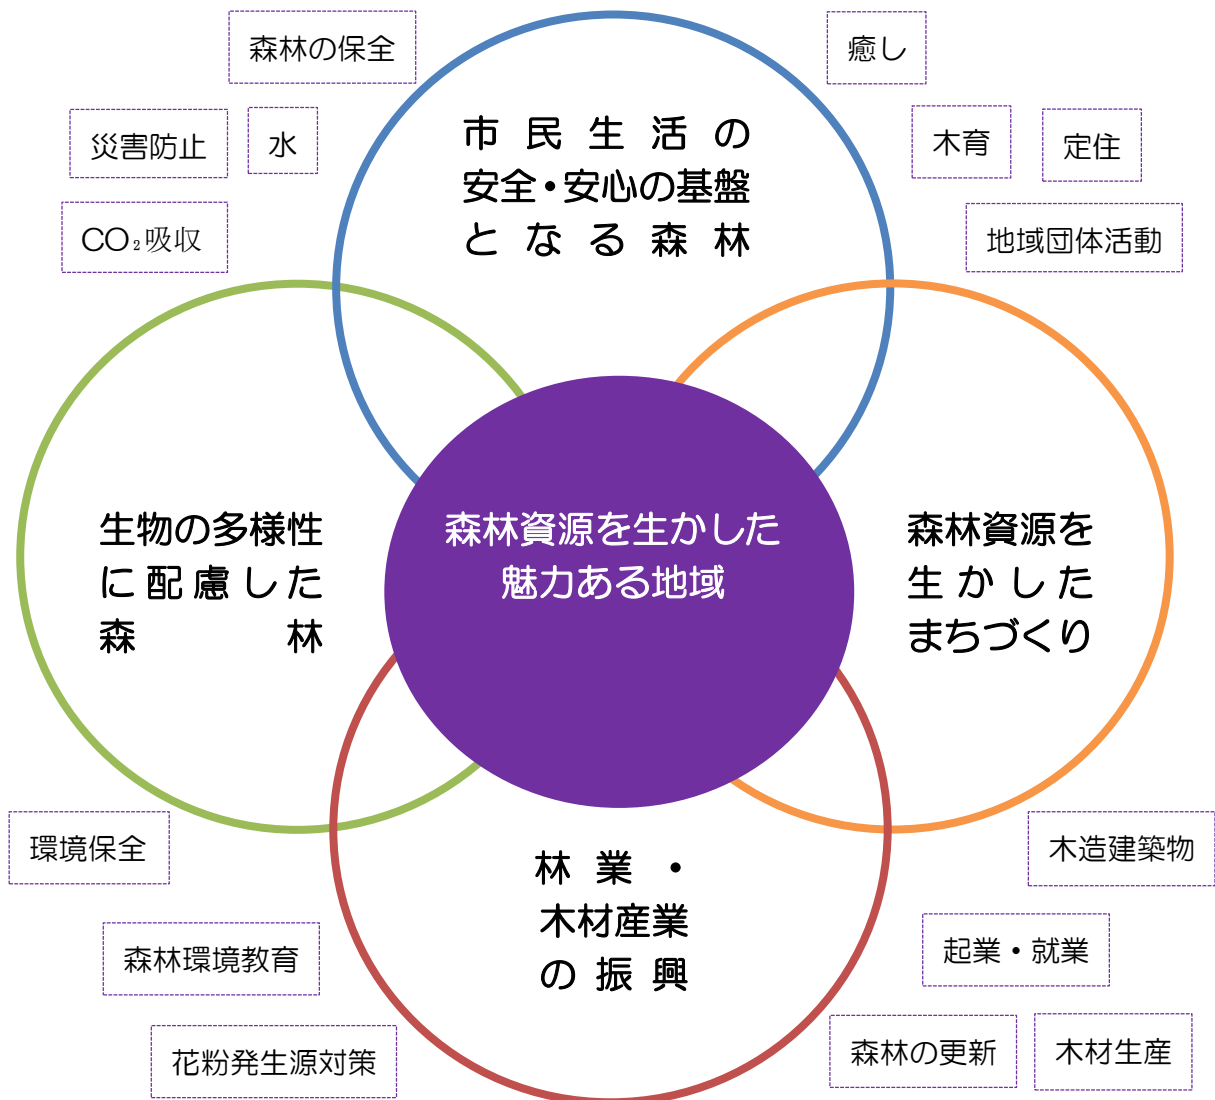 森林の保全
癒し
災害防止
水
木育
定住
CO₂吸収
地域団体活動
市民生活の
安全・安心の基盤
となる森林
生物の多様性
に配慮した
森林
森林資源を生かした
魅力ある地域
森林資源を
生かした
まちづくり
林業・
木材産業
の振興
環境保全
木造建築物
森林環境教育
起業・就業
花粉発生源対策
森林の更新
木材生産